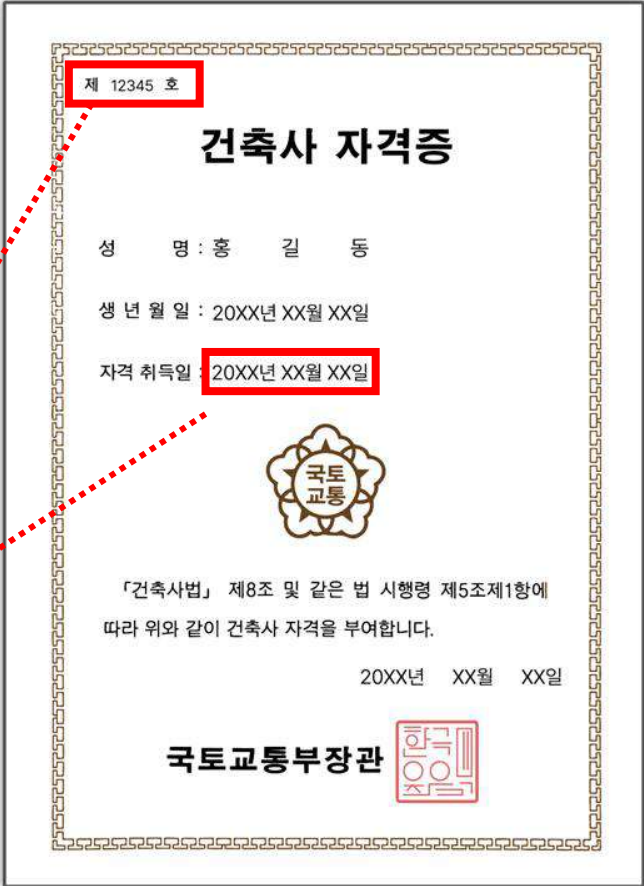 제 12345 호
건축사 자격증
성 명 : 홍 길 동
생 년 월 일 : 20XX년 XX월 XX일
자격 취득일 : 20XX년 XX월 XX일
국토
교통
「건축사법」 제8조 및 같은 법 시행령 제5조제1항에
따라 위와 같이 건축사 자격을 부여합니다.
20XX년 XX월 XX일
국토교통부장관